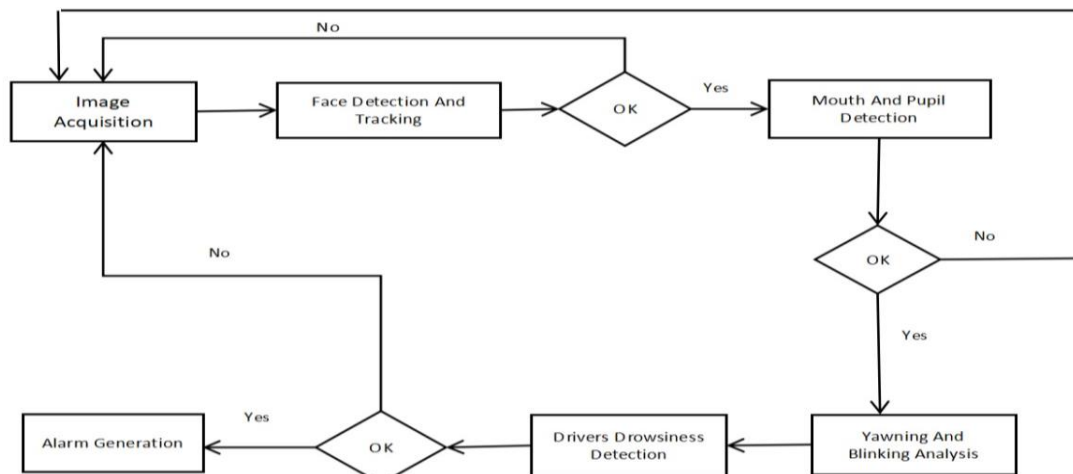 No
Image
Acquisition
Face Detection And
Tracking
OK
Yes
Mouth And Pupil
Detection
No
OK
No
Yes
Alarm Generation
Yes
OK
Drivers Drowsiness
Detection
Yawning And
Blinking Analysis